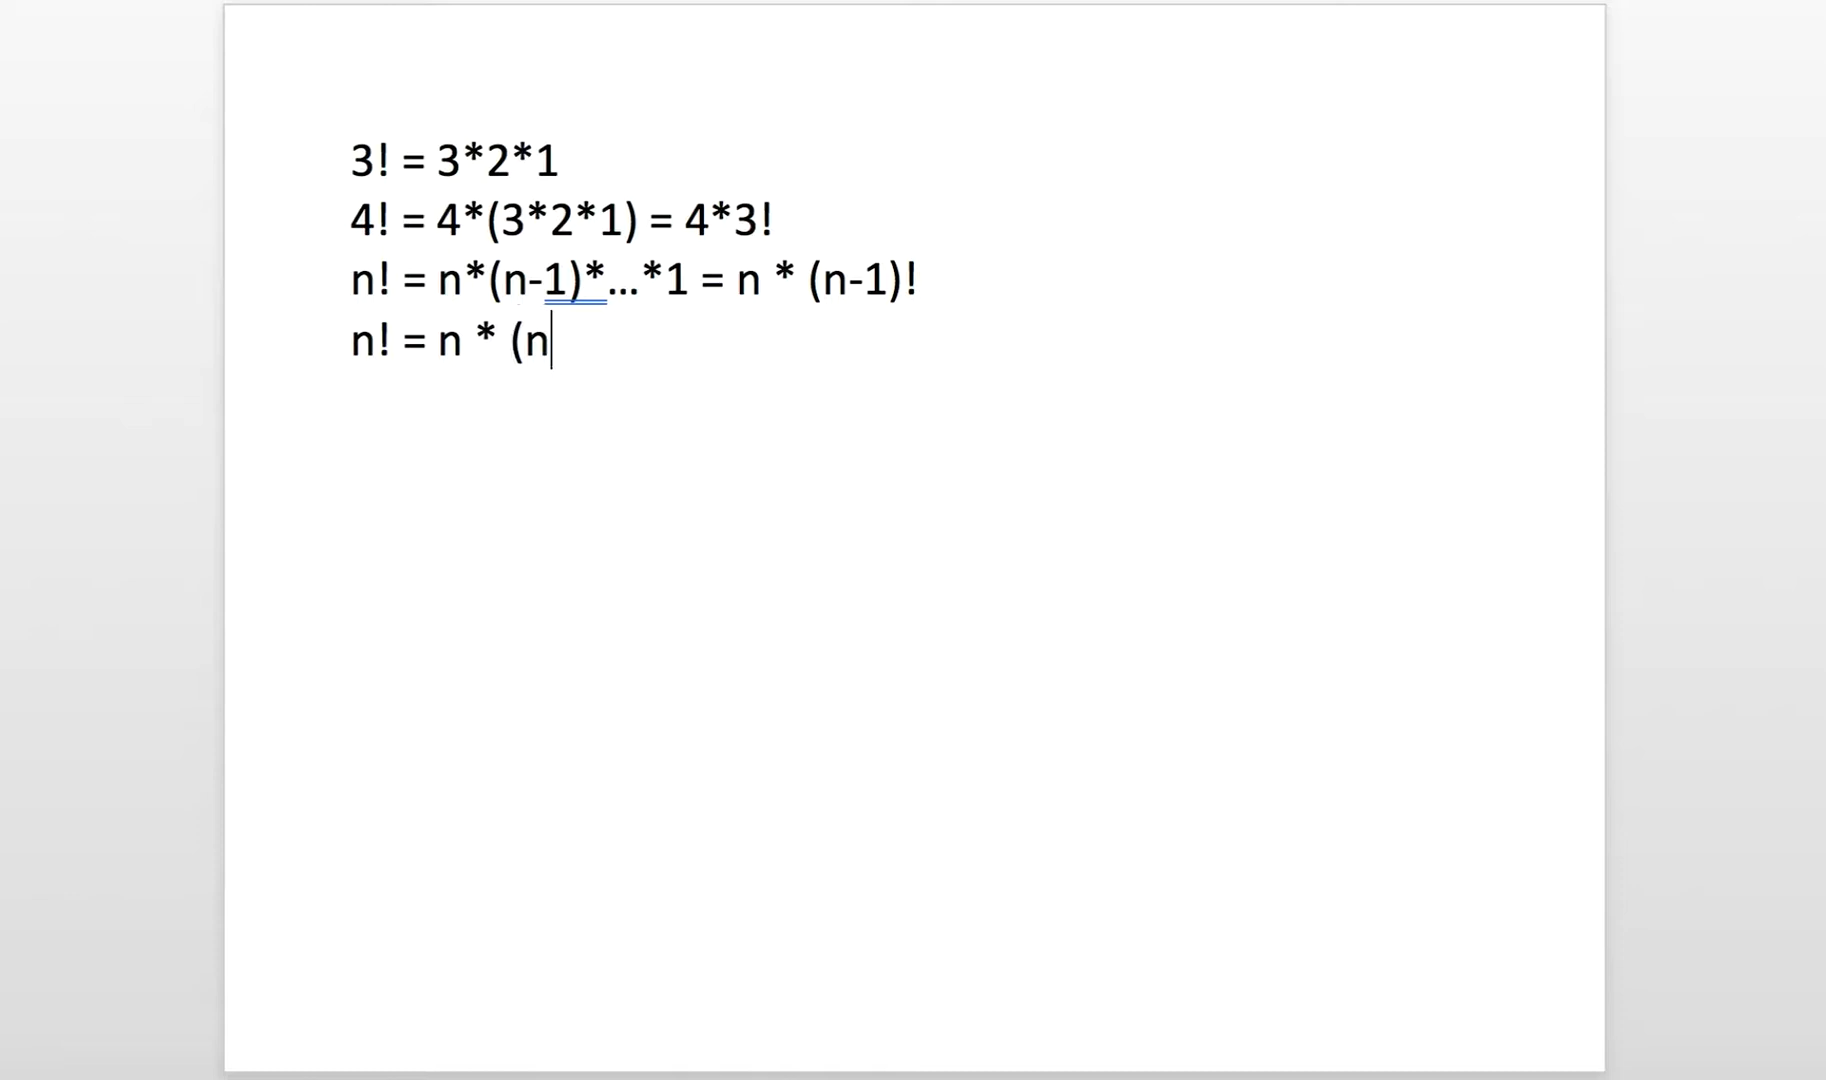 3! = 3*2*1
4! = 4*(3*2*1) = 4*3!
n! = n*(n-1)*...*1 = n * (n-1)!
n! = n * (n